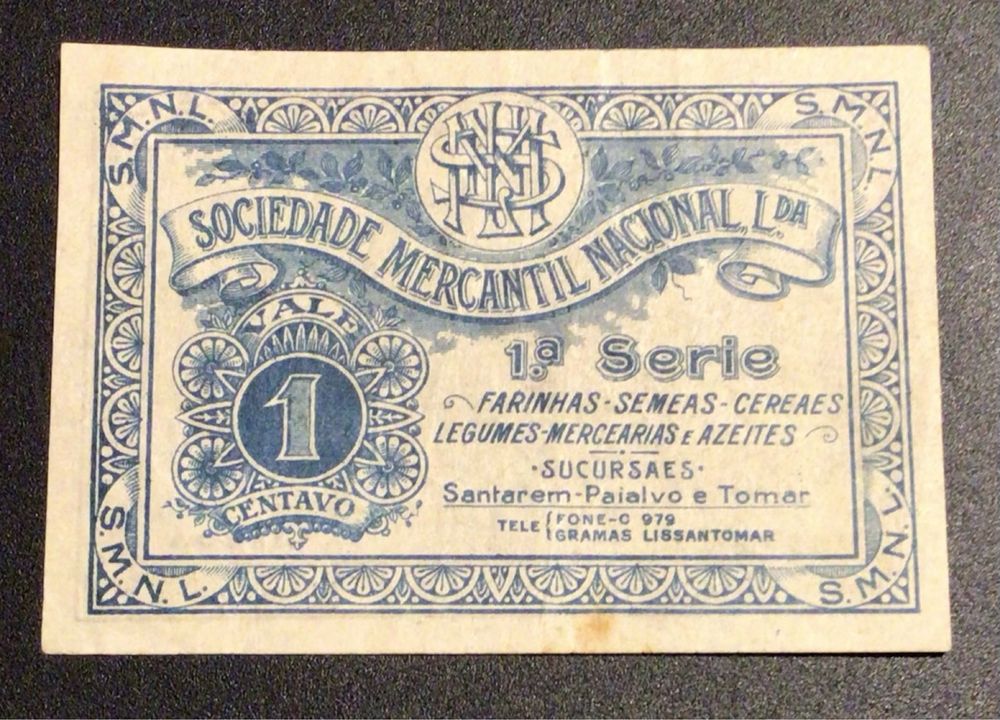 S.M.N.L.
S.M.N.L.
SOCIEDADE MERCANTIL NACIONAL, L.DA
VALE
1
CENTAVO
1.ª Serie
FARINHAS-SEMEAS-CEREAES
LEGUMES-MERCEARIAS E AZEITES
·SUCURSAES·
Santarem-Paialvo e Tomar
TELE { FONE-C 979
GRAMAS LISSANTOMAR
S.M.N.L.
S.M.N.L.